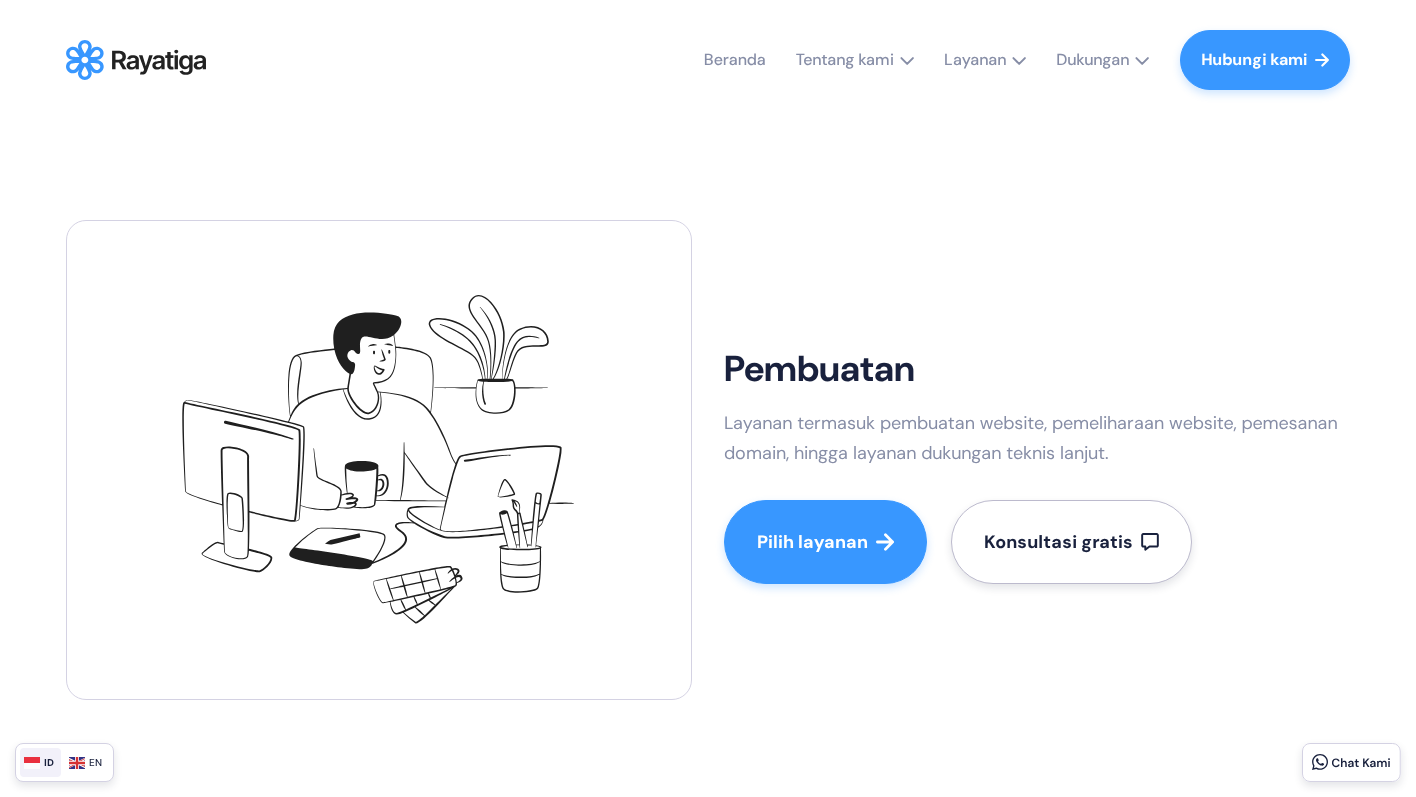 Rayatiga
Beranda
Tentang kami
Layanan
Dukungan
Hubungi kami
Pembuatan
Layanan termasuk pembuatan website, pemeliharaan website, pemesanan
domain, hingga layanan dukungan teknis lanjut.
Pilih layanan
Konsultasi gratis
ID
EN
Chat Kami